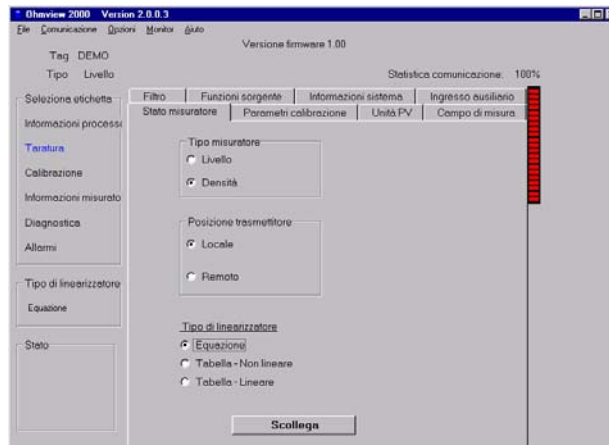 Ohmview 2000 Version 2.0.0.3
File Comunicazione Opzioni Monitor Aiuto
Versione firmware 1.00
Tag DEMO
Tipo Livello
Statistica comunicazione: 100%
Seleziona etichetta
Informazioni processo
Taratura
Calibrazione
Informazioni misurato
Diagnostica
Allarmi
Tipo di linearizzatore
Equazione
Stato
Filtro Funzioni sorgente Informazioni sistema Ingresso ausiliario
Stato misuratore Parametri calibrazione Unità PV Campo di misura
Tipo misuratore
Livello
Densità
Posizione trasmettitore
Locale
Remoto
Tipo di linearizzatore
Equazione
Tabella - Non lineare
Tabella - Lineare
Scollega